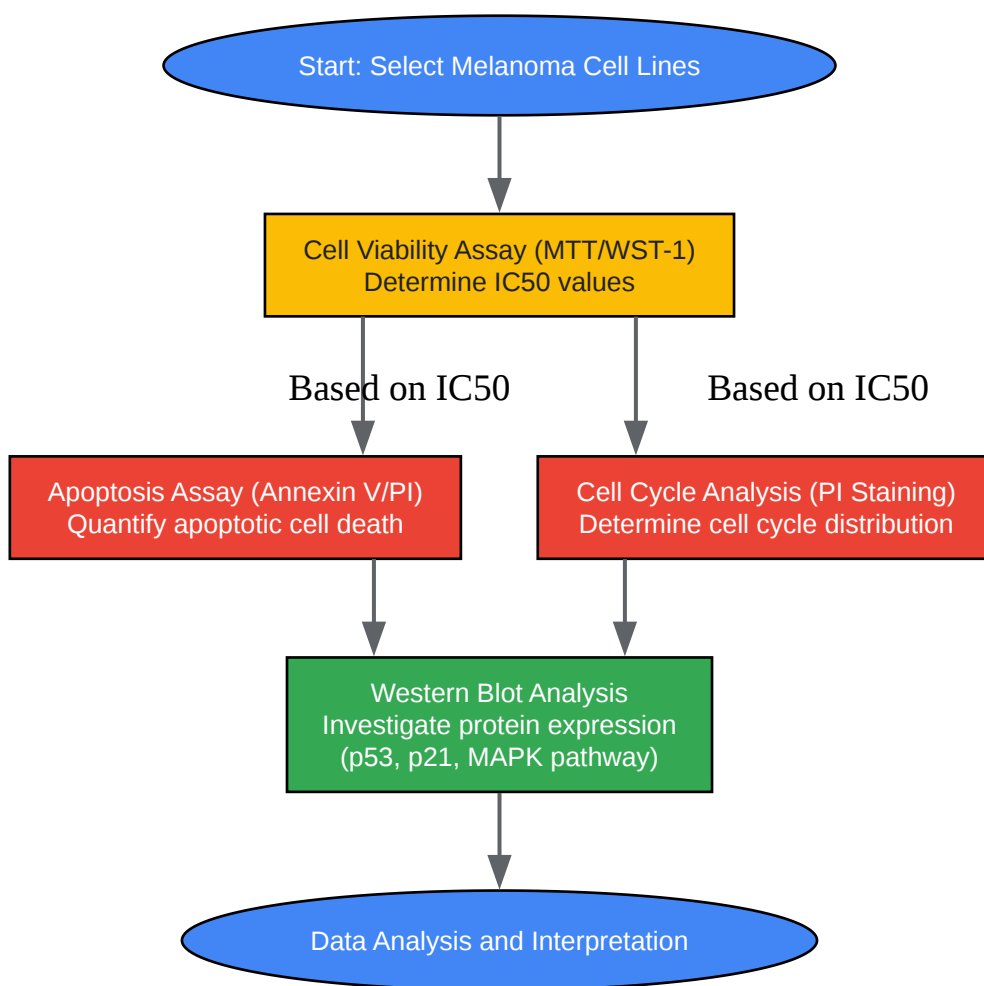 Start: Select Melanoma Cell Lines
Cell Viability Assay (MTT/WST-1)
Determine IC50 values
Based on IC50
Based on IC50
Apoptosis Assay (Annexin V/PI)
Quantify apoptotic cell death
Cell Cycle Analysis (PI Staining)
Determine cell cycle distribution
Western Blot Analysis
Investigate protein expression
(p53, p21, MAPK pathway)
Data Analysis and Interpretation